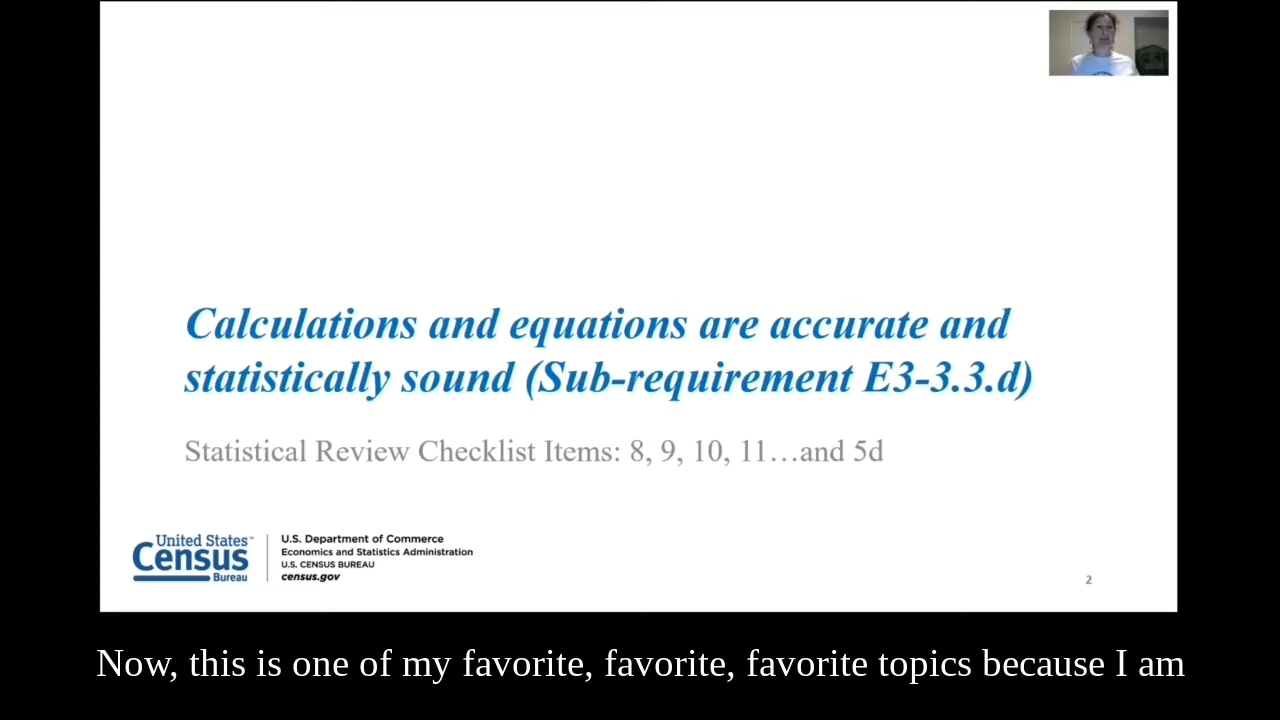 Calculations and equations are accurate and
statistically sound (Sub-requirement E3-3.3.d)
Statistical Review Checklist Items: 8, 9, 10, 11…and 5d
United States™
Census
Bureau
U.S. Department of Commerce
Economics and Statistics Administration
U.S. CENSUS BUREAU
census.gov
2
Now, this is one of my favorite, favorite, favorite topics because I am